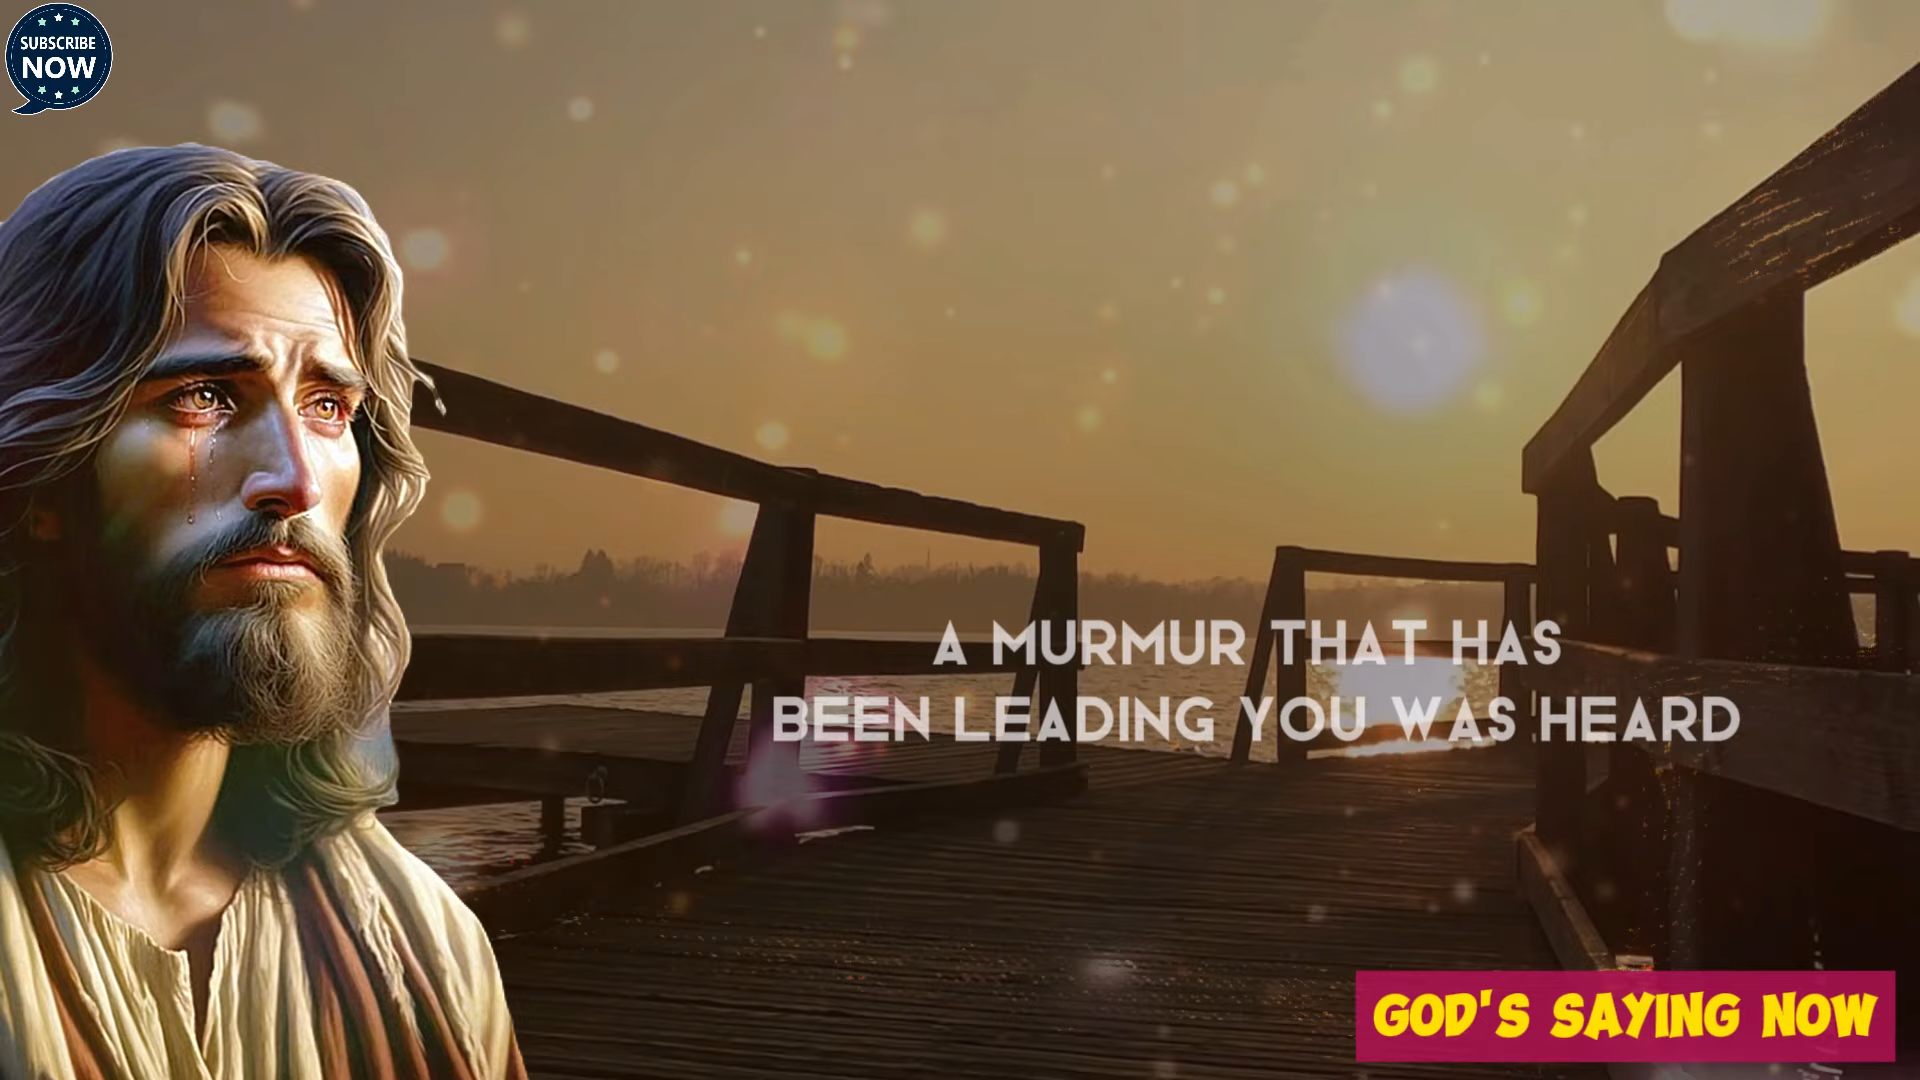 SUBSCRIBE
NOW
A MURMUR THAT HAS
BEEN LEADING YOU WAS HEARD
GOD'S SAYING NOW